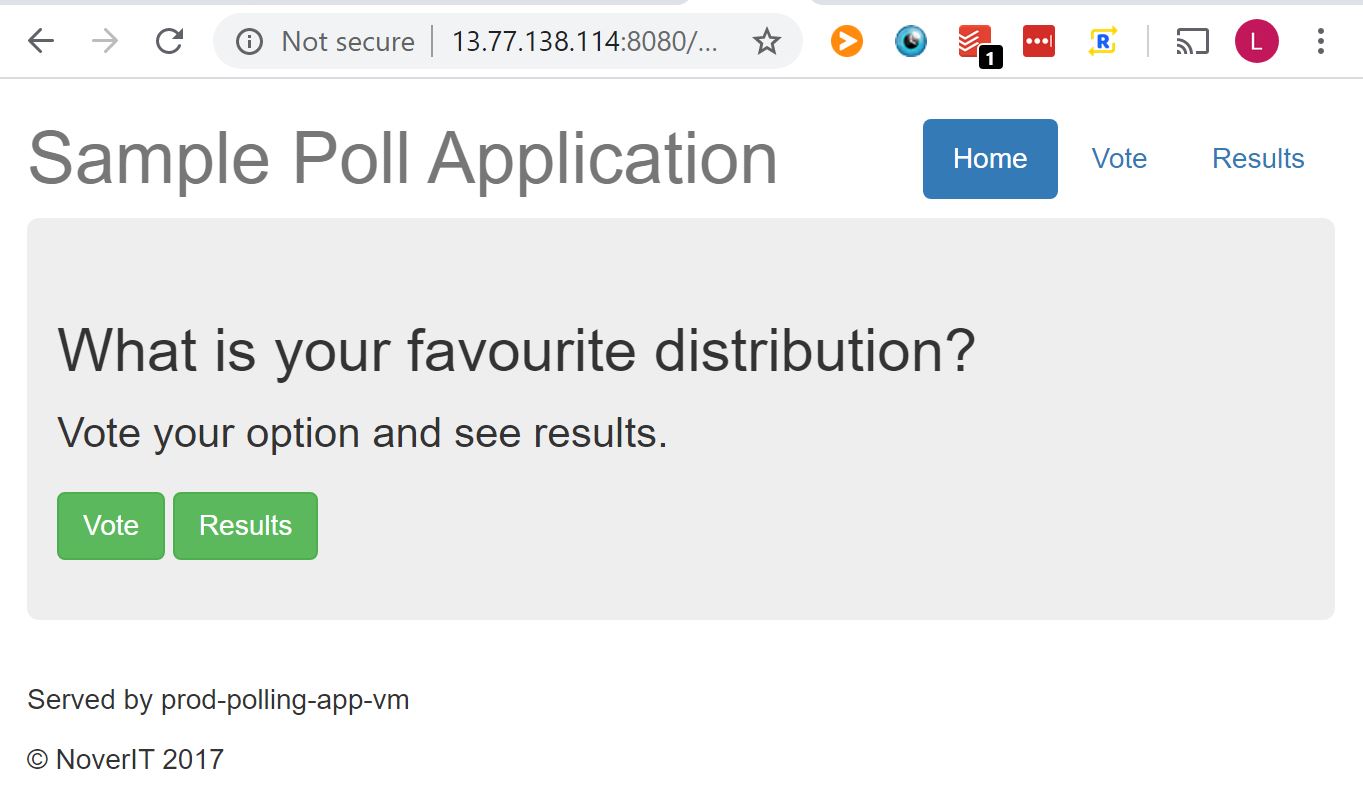 Not secure | 13.77.138.114:8080/...
1
R
L
Sample Poll Application
Home Vote Results
What is your favourite distribution?
Vote your option and see results.
Vote Results
Served by prod-polling-app-vm
© NoverIT 2017